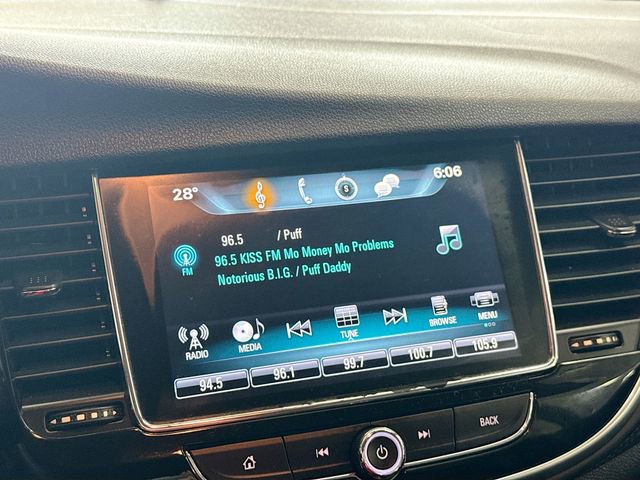 28° S 6:06
96.5 / Puff
96.5 KISS FM Mo Money Mo Problems
Notorious B.I.G. / Puff Daddy
FM
RADIO MEDIA TUNE BROWSE MENU
94.5 96.1 99.7 100.7 105.9
BACK